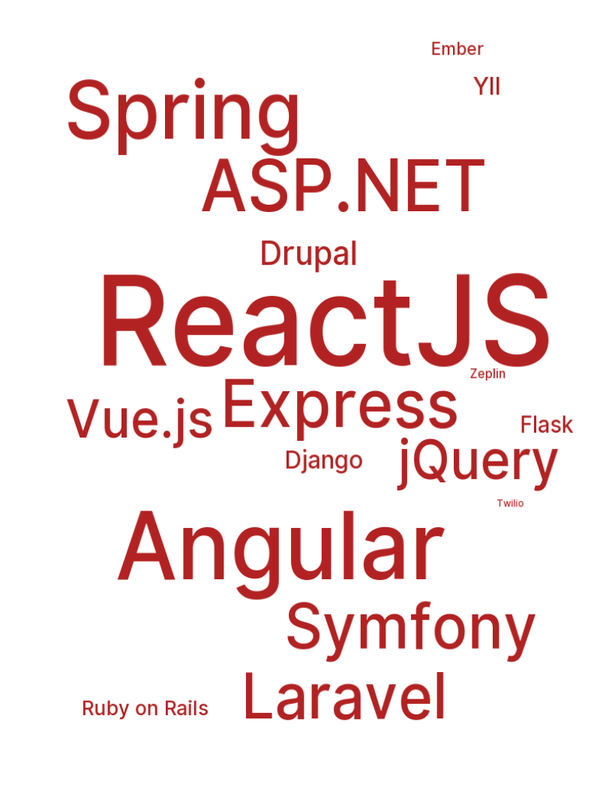 Ember
YII
Spring
ASP.NET
Drupal
ReactJS
Zeplin
Express
Vue.js
Flask
jQuery
Django
Twilio
Angular
Symfony
Laravel
Ruby on Rails